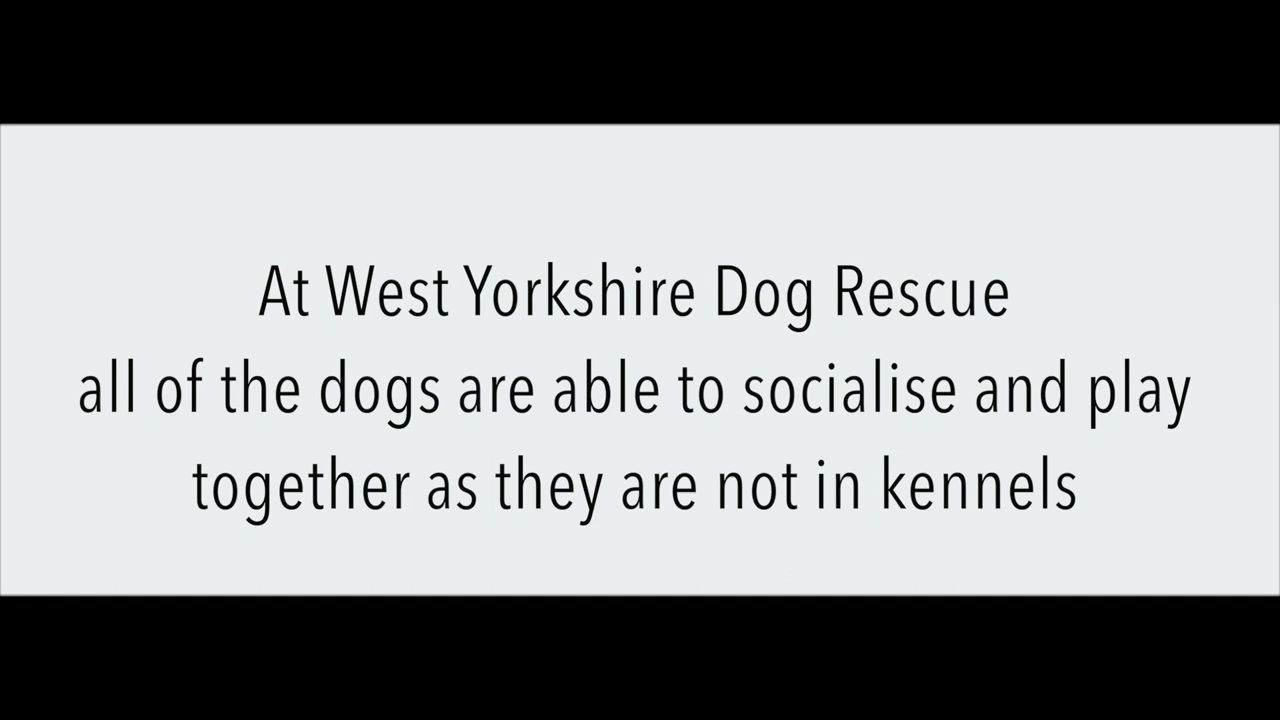 At West Yorkshire Dog Rescue
all of the dogs are able to socialise and play
together as they are not in kennels